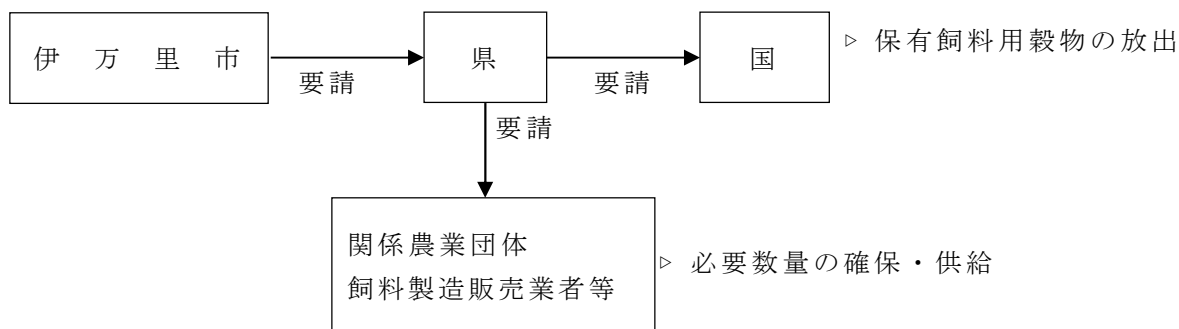 伊万里市
県
国
▷ 保有飼料用穀物の放出
要請
要請
要請
関係農業団体
飼料製造販売業者等
▷ 必要数量の確保・供給